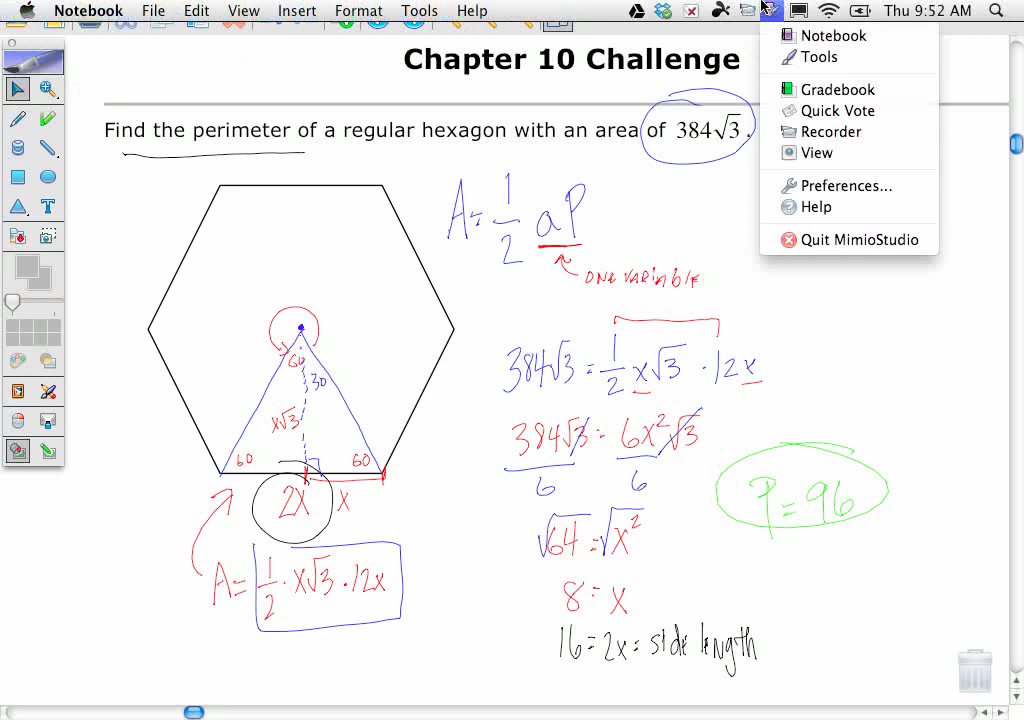 Notebook File Edit View Insert Format Tools Help Thu 9:52 AM
Notebook
Tools
Gradebook
Quick Vote
Recorder
View
Preferences...
Help
Quit MimioStudio
Chapter 10 Challenge
Find the perimeter of a regular hexagon with an area of 384√3.
A = 1/2 aP
ONE VARIABLE
60
30
x√3
60
60
2x
x
A = 1/2 · x√3 · 12x
384√3 = 1/2 x√3 · 12x
384√3 = 6x²√3
6 6
√64 = √x²
8 = x
16 = 2x = side length
P = 96
T